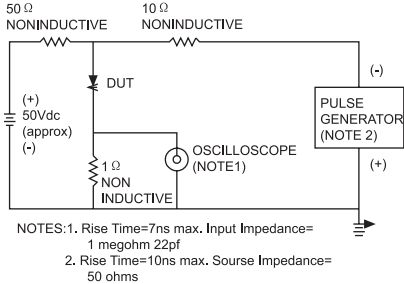 50 Ω
NONINDUCTIVE
10 Ω
NONINDUCTIVE
DUT
(+)
50Vdc
(approx)
(-)
(-)
PULSE
GENERATOR
(NOTE 2)
(+)
OSCILLOSCOPE
(NOTE1)
1 Ω
NON
INDUCTIVE
NOTES:1. Rise Time=7ns max. Input Impedance=
1 megohm 22pf
2. Rise Time=10ns max. Sourse Impedance=
50 ohms